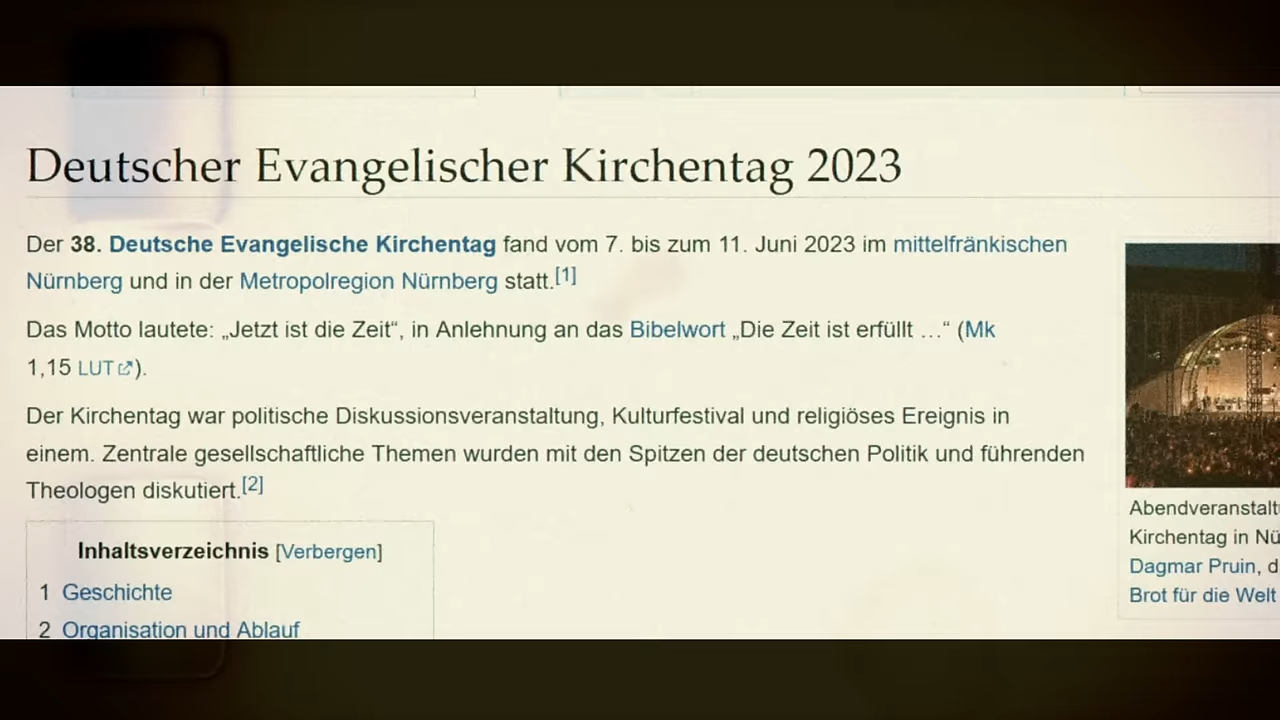 Deutscher Evangelischer Kirchentag 2023
Der 38. Deutsche Evangelische Kirchentag fand vom 7. bis zum 11. Juni 2023 im mittelfränkischen
Nürnberg und in der Metropolregion Nürnberg statt.[1]
Das Motto lautete: „Jetzt ist die Zeit“, in Anlehnung an das Bibelwort „Die Zeit ist erfüllt …“ (Mk
1,15 LUT).
Der Kirchentag war politische Diskussionsveranstaltung, Kulturfestival und religiöses Ereignis in
einem. Zentrale gesellschaftliche Themen wurden mit den Spitzen der deutschen Politik und führenden
Theologen diskutiert.[2]
Inhaltsverzeichnis [Verbergen]
1 Geschichte
2 Organisation und Ablauf
Abendveranstalt
Kirchentag in Nü
Dagmar Pruin, d
Brot für die Welt